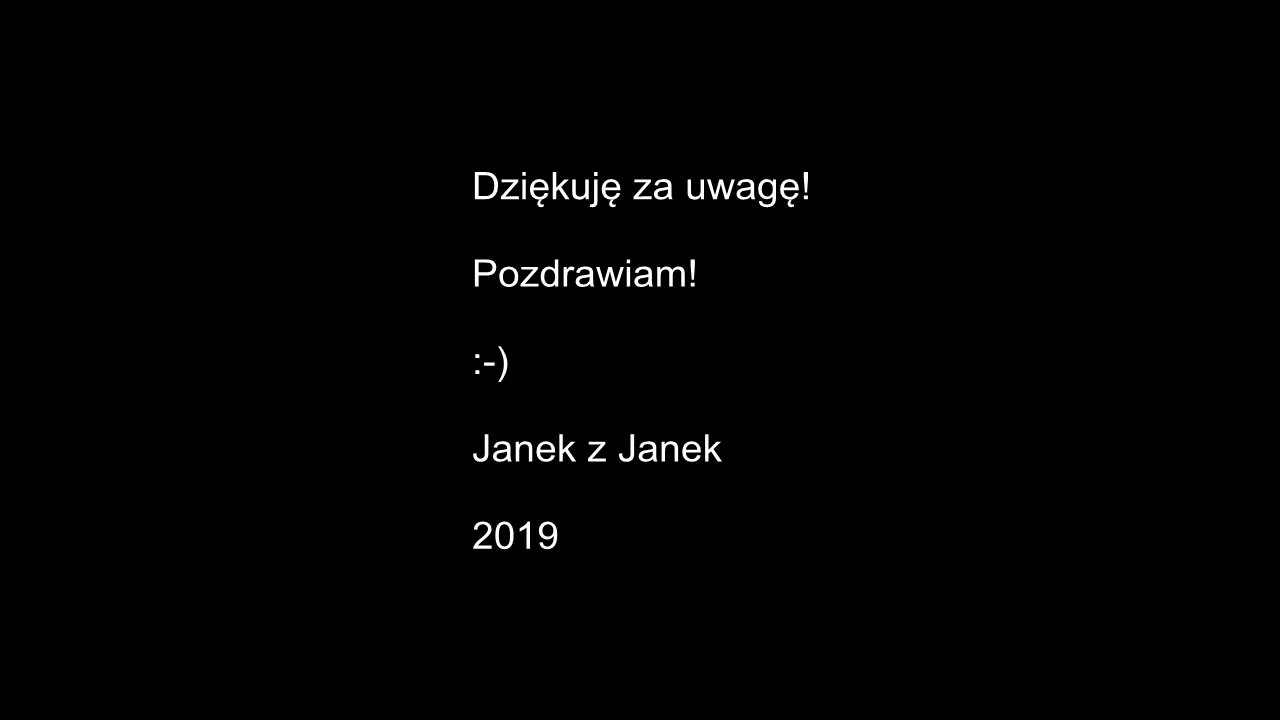 Dziękuję za uwagę!
Pozdrawiam!
:-)
Janek z Janek
2019